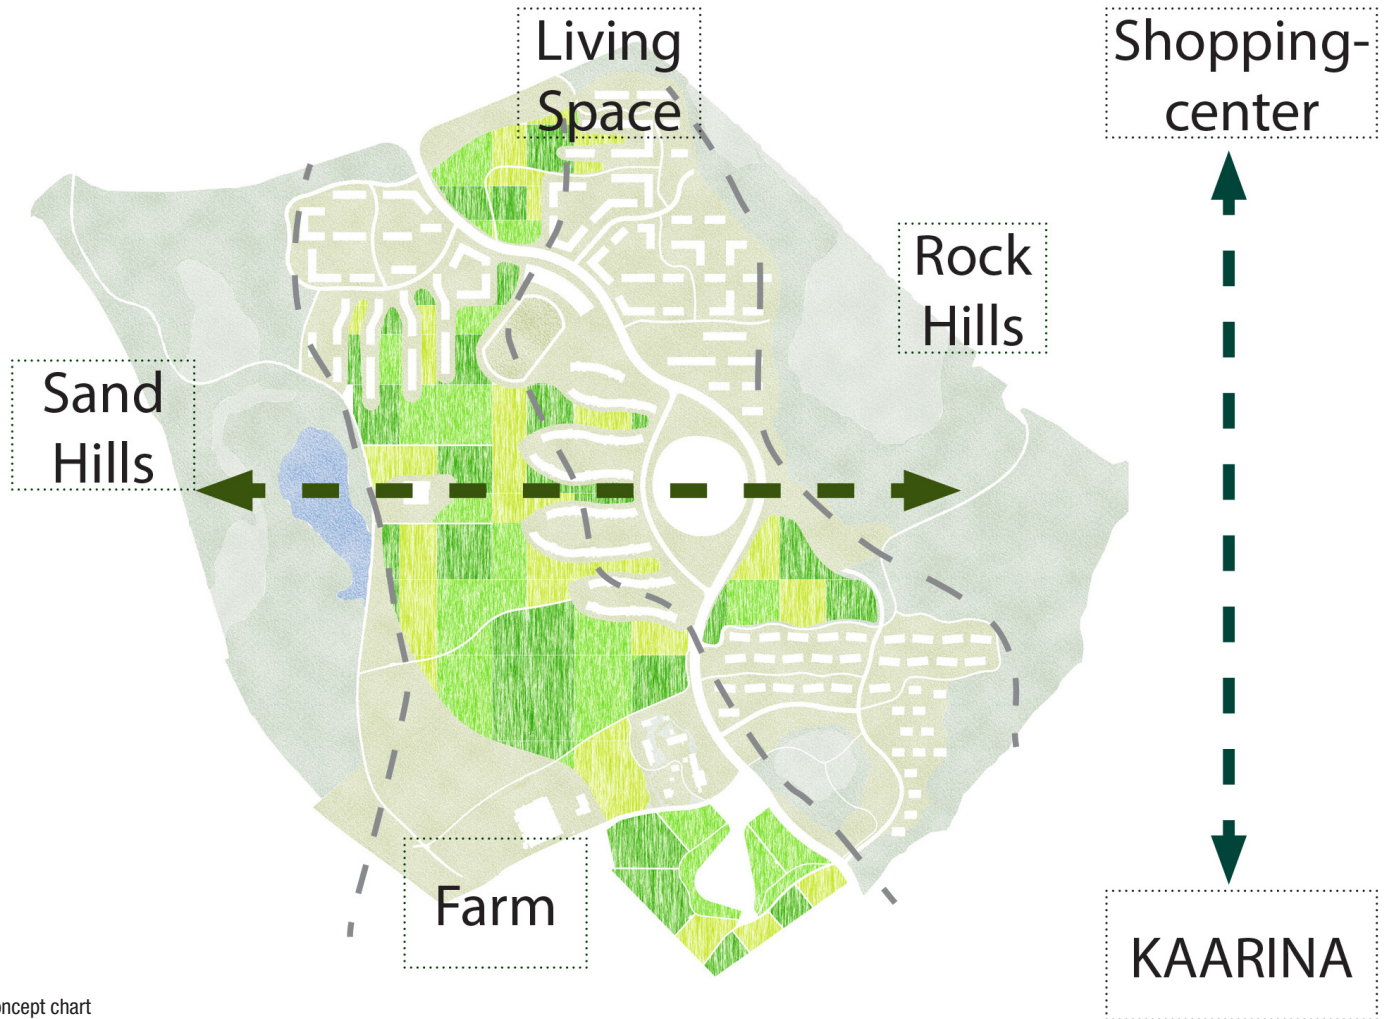 Living
Space
Shopping-
center
Rock
Hills
Sand
Hills
Farm
KAARINA
ncept chart